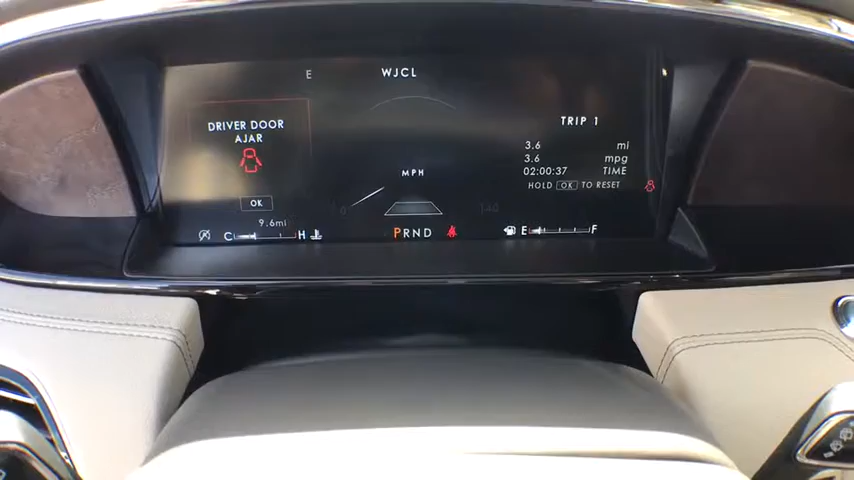 E
WJCL
DRIVER DOOR
AJAR
OK
TRIP 1
3.6 mi
3.6 mpg
02:00:37 TIME
HOLD OK TO RESET
MPH
140
9.6mi
C H
PRND
E F